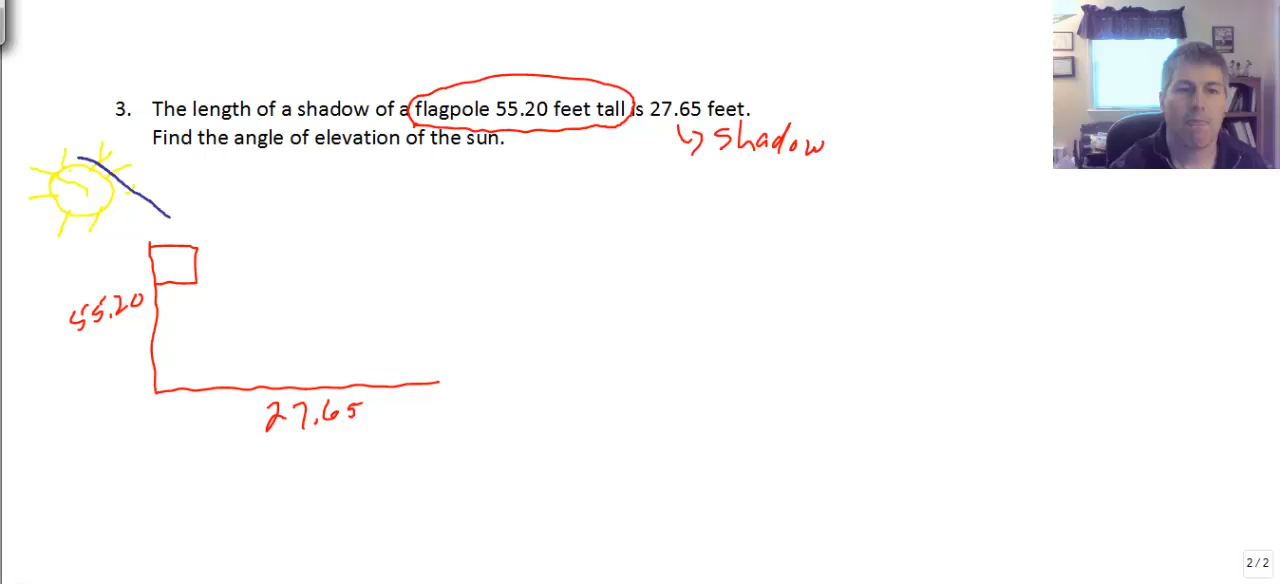 3. The length of a shadow of a flagpole 55.20 feet tall is 27.65 feet.
Find the angle of elevation of the sun.
↳ shadow
55.20
27.65
2 / 2